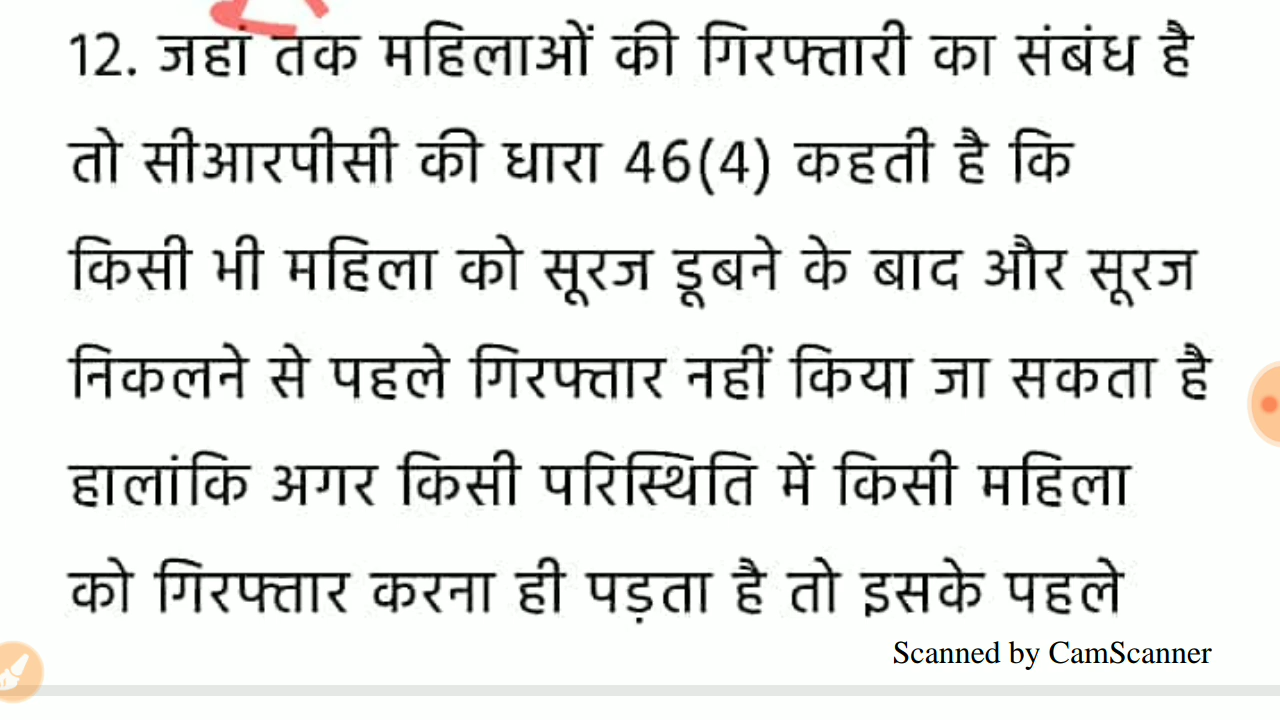 12. जहां तक महिलाओं की गिरफ्तारी का संबंध है
तो सीआरपीसी की धारा 46(4) कहती है कि
किसी भी महिला को सूरज डूबने के बाद और सूरज
निकलने से पहले गिरफ्तार नहीं किया जा सकता है
हालांकि अगर किसी परिस्थिति में किसी महिला
को गिरफ्तार करना ही पड़ता है तो इसके पहले
Scanned by CamScanner